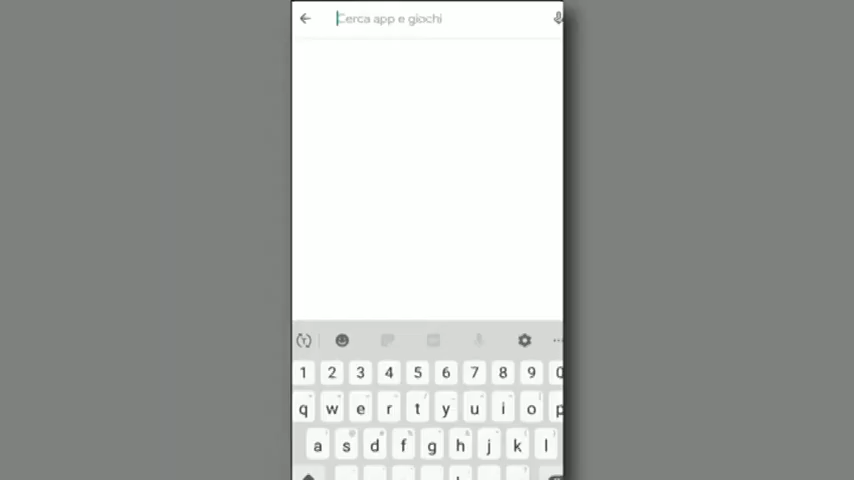 Cerca app e giochi
1 2 3 4 5 6 7 8 9 0
q w e r t y u i o p
a s d f g h j k l